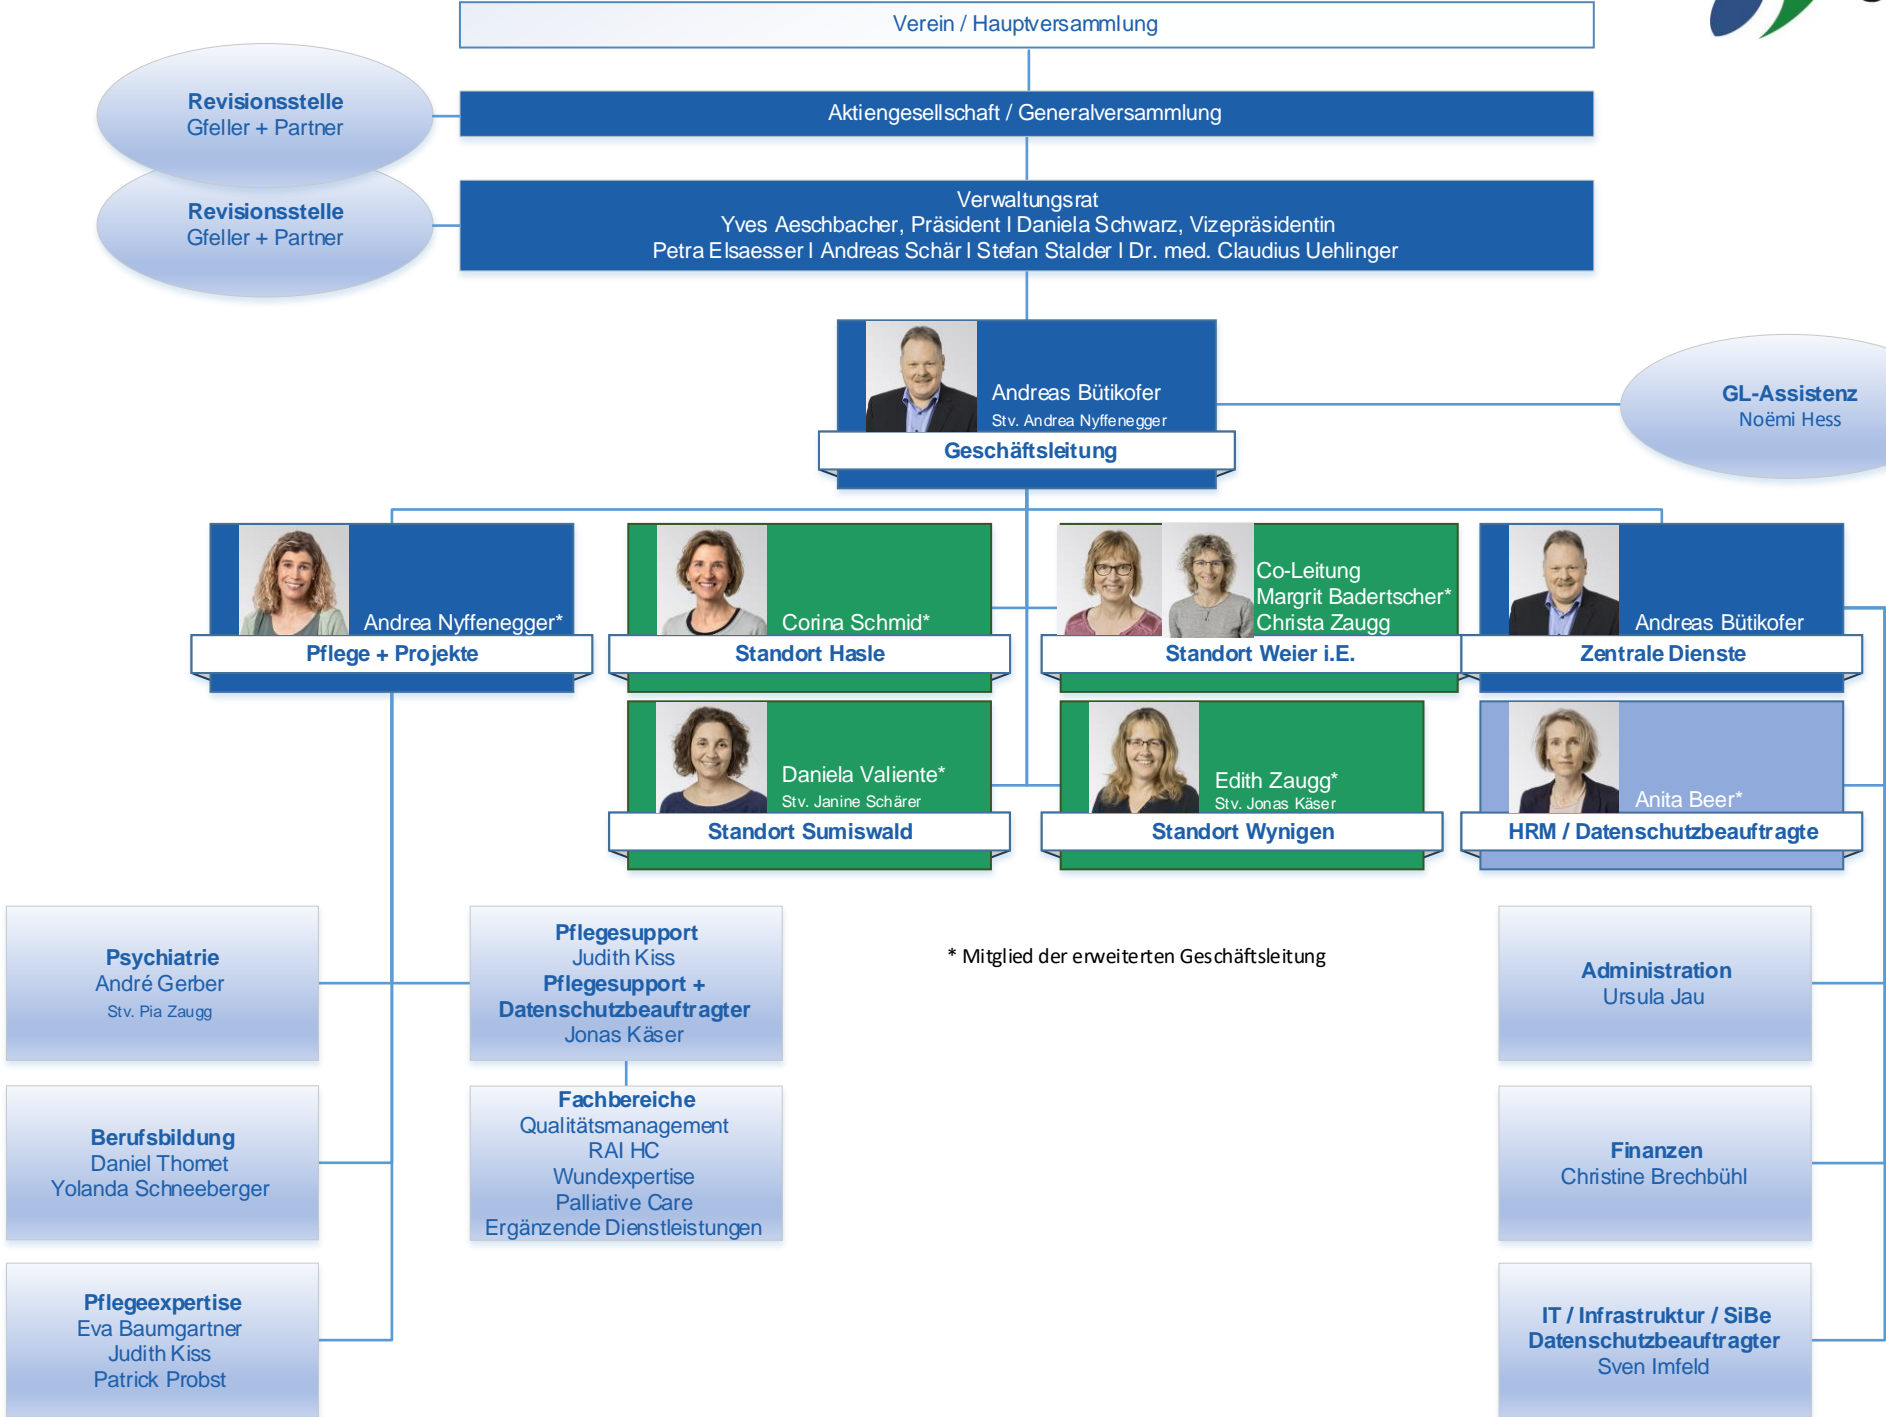 Verein / Hauptversammlung
Revisionsstelle
Gfeller + Partner
Aktiengesellschaft / Generalversammlung
Revisionsstelle
Gfeller + Partner
Verwaltungsrat
Yves Aeschbacher, Präsident I Daniela Schwarz, Vizepräsidentin
Petra Elsaesser I Andreas Schär I Stefan Stalder I Dr. med. Claudius Uehlinger
Andreas Bütikofer
Stv. Andrea Nyffenegger
Geschäftsleitung
GL-Assistenz
Noëmi Hess
Andrea Nyffenegger*
Pflege + Projekte
Corina Schmid*
Standort Hasle
Co-Leitung
Margrit Badertscher*
Christa Zaugg
Standort Weier i.E.
Andreas Bütikofer
Zentrale Dienste
Daniela Valiente*
Stv. Janine Schärer
Standort Sumiswald
Edith Zaugg*
Stv. Jonas Käser
Standort Wynigen
Anita Beer*
HRM / Datenschutzbeauftragte
Psychiatrie
André Gerber
Stv. Pia Zaugg
Pflegesupport
Judith Kiss
Pflegesupport +
Datenschutzbeauftragter
Jonas Käser
* Mitglied der erweiterten Geschäftsleitung
Administration
Ursula Jau
Berufsbildung
Daniel Thomet
Yolanda Schneeberger
Fachbereiche
Qualitätsmanagement
RAI HC
Wundexpertise
Palliative Care
Ergänzende Dienstleistungen
Finanzen
Christine Brechbühl
Pflegeexpertise
Eva Baumgartner
Judith Kiss
Patrick Probst
IT / Infrastruktur / SiBe
Datenschutzbeauftragter
Sven Imfeld